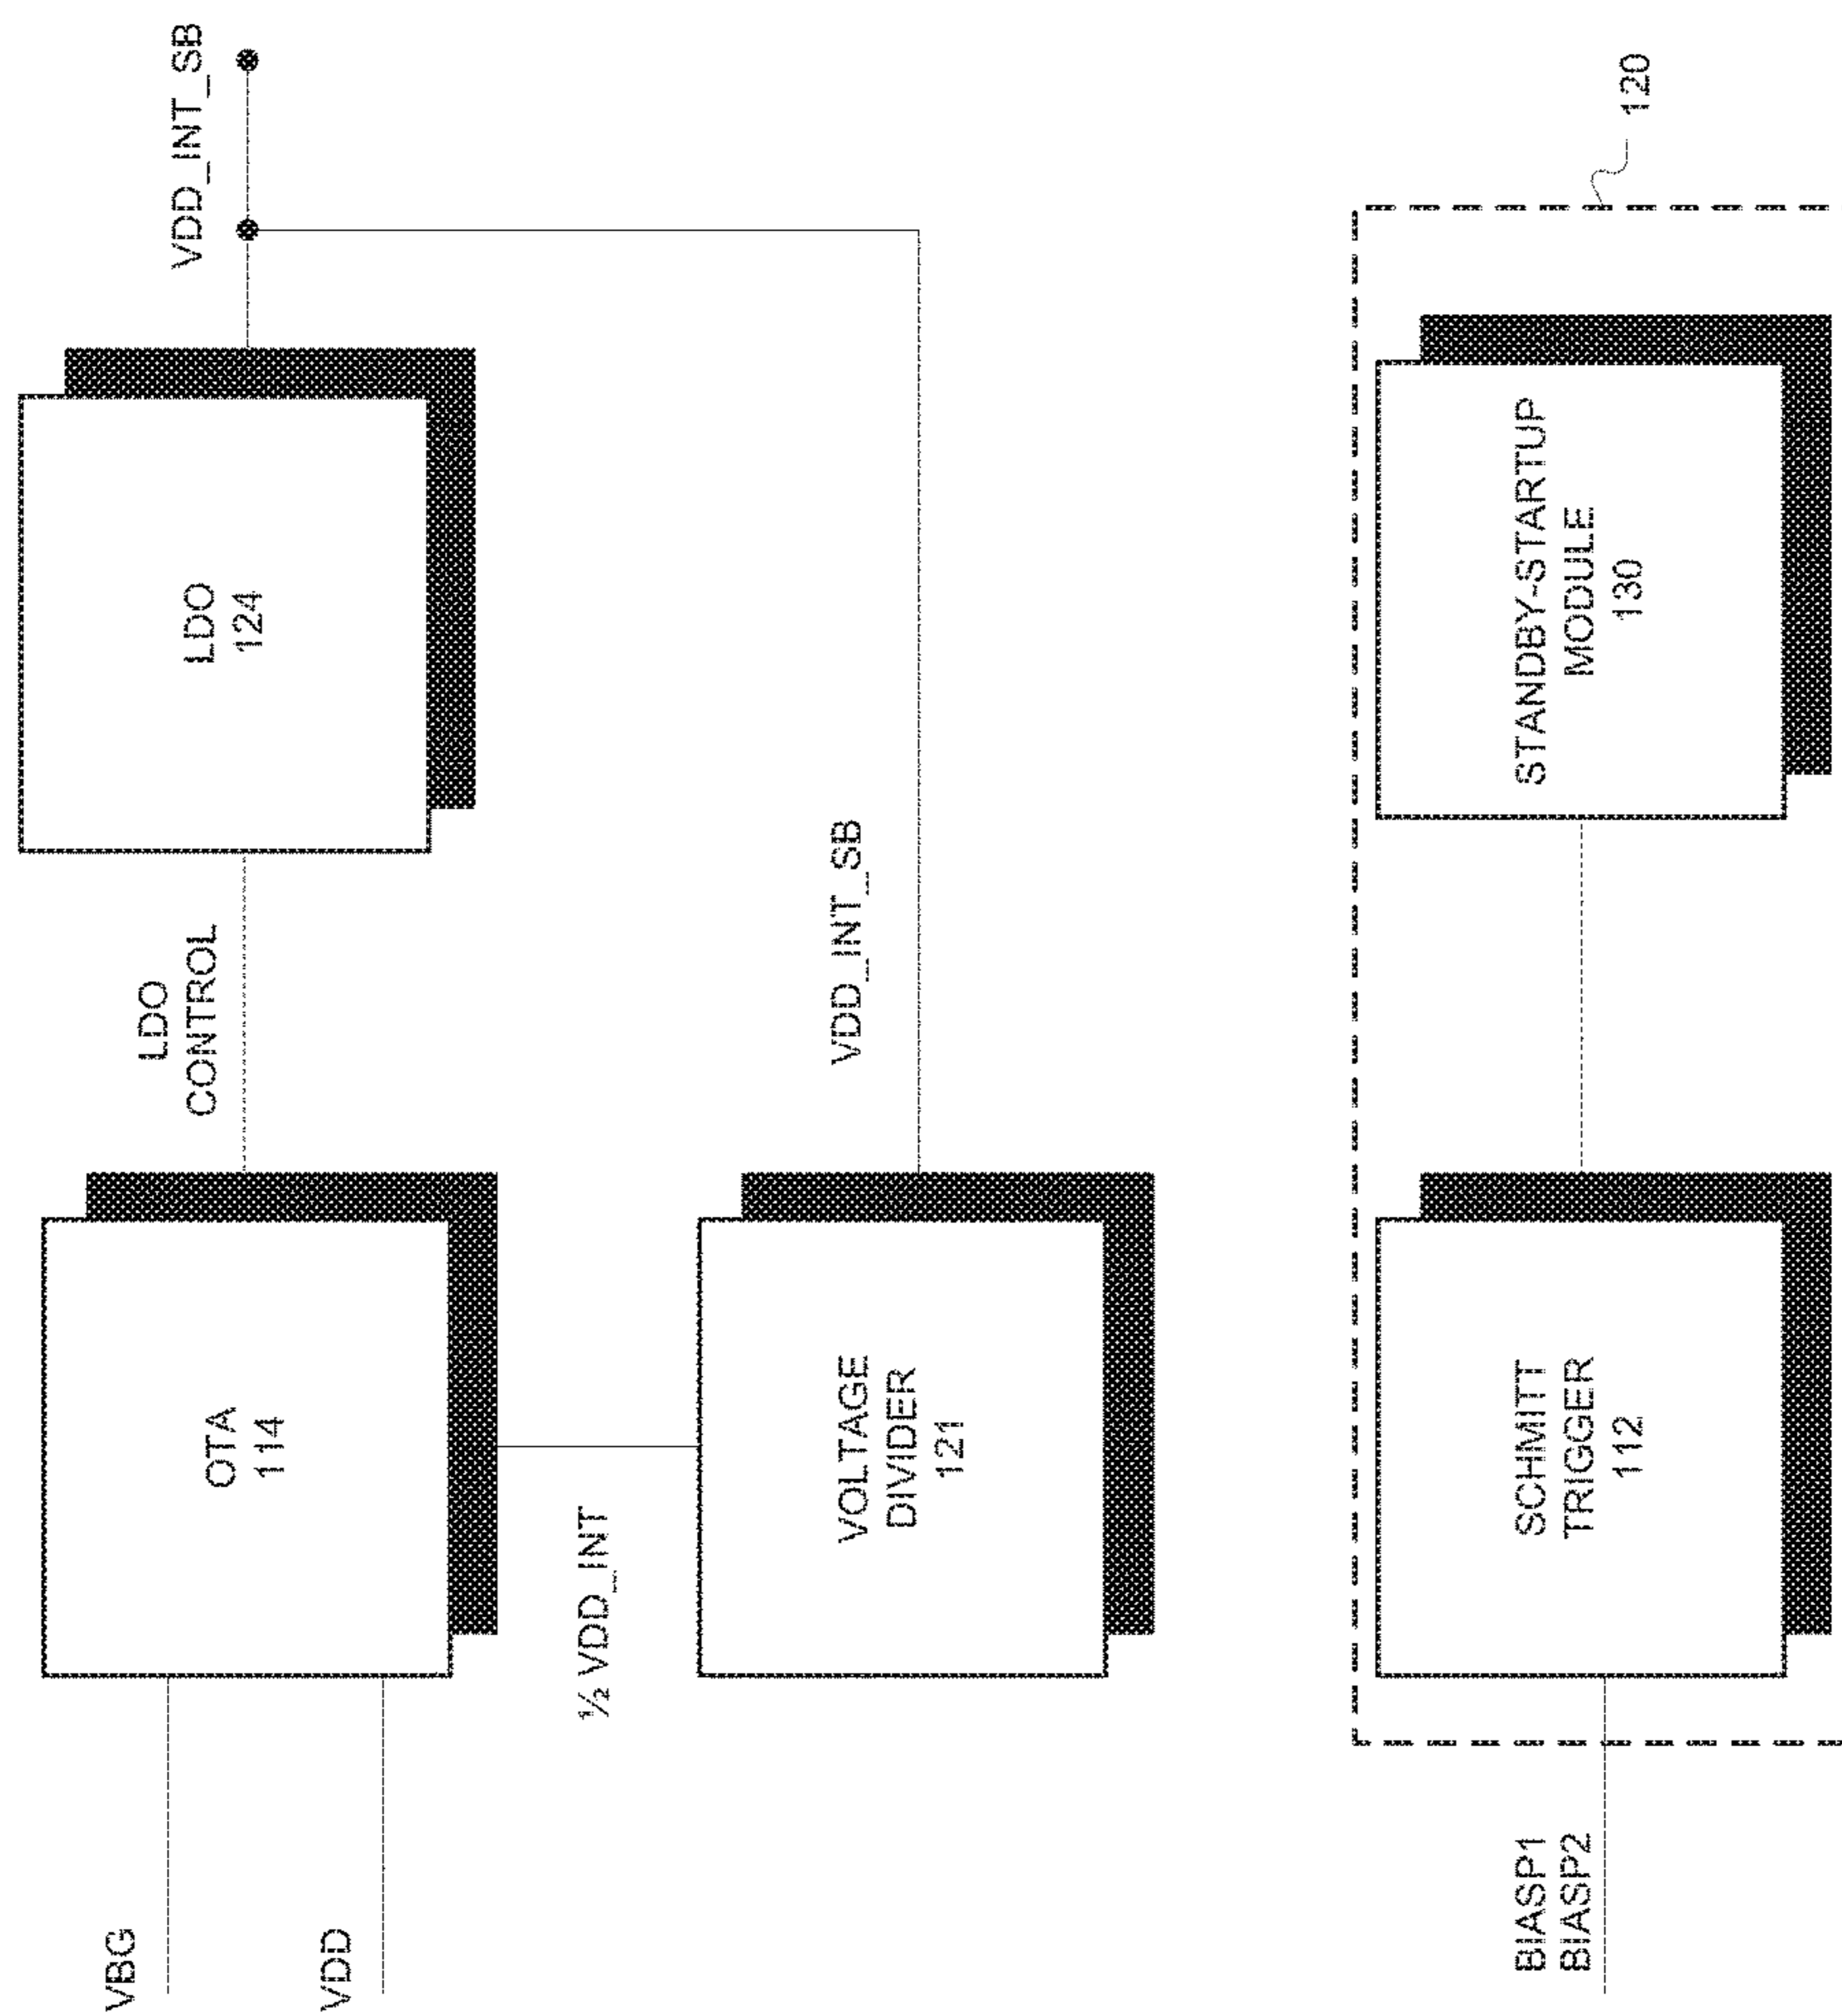 VBG
VDD
OTA
114
LDO
CONTROL
LDO
124
VDD_INT_SB
½ VDD_INT
VOLTAGE
DIVIDER
121
VDD_INT_SB
BIASP1
BIASP2
SCHMITT
TRIGGER
112
STANDBY-STARTUP
MODULE
130
120